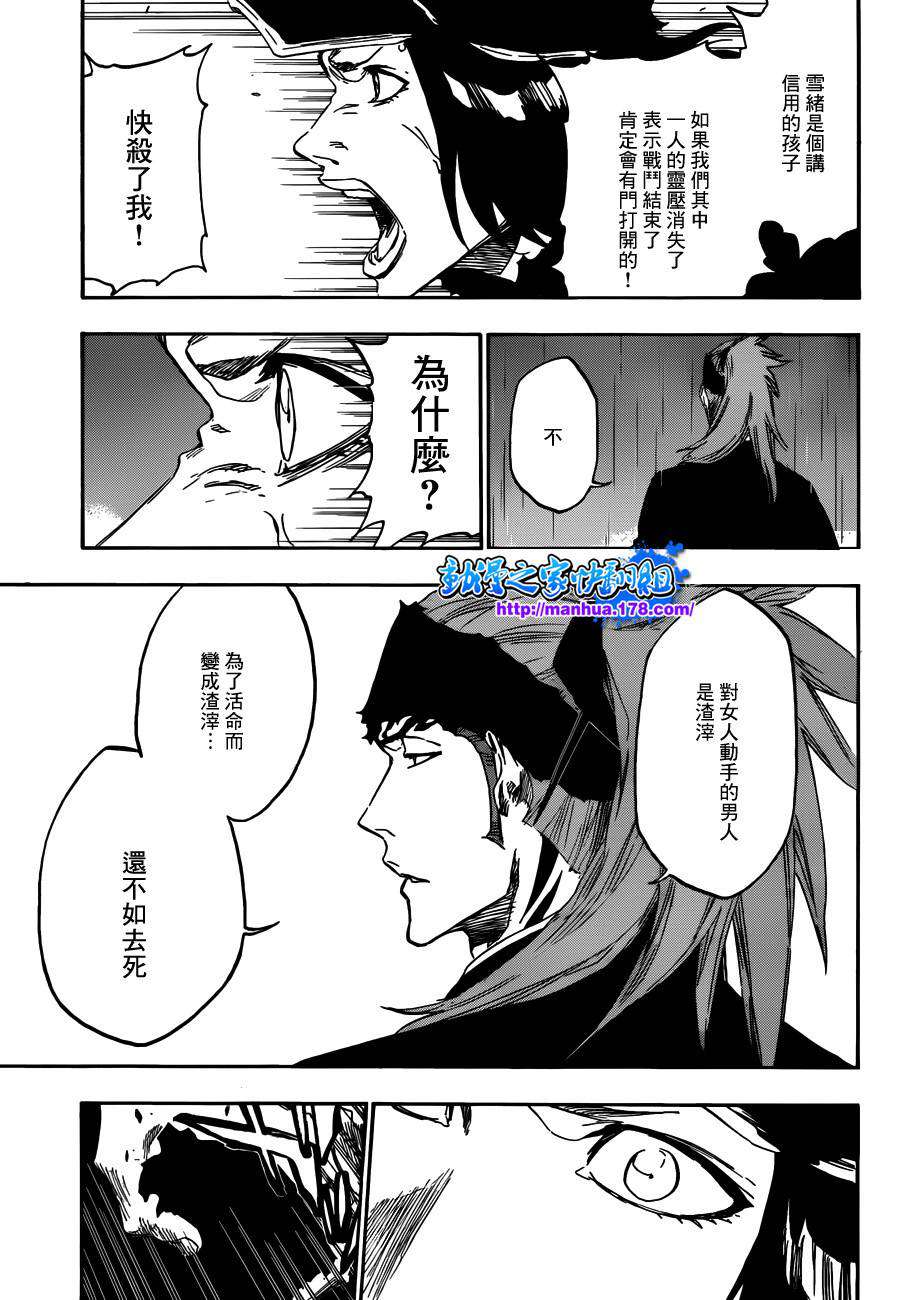 雪緒是個講
信用的孩子
如果我們其中
一人的靈壓消失了
表示戰鬥結束了
肯定會有門打開的！
快殺了我！
不
為什麼？
動漫之家快翻組
http://manhua.178.com/
對女人動手的男人
是渣滓
為了活命而
變成渣滓…
還不如去死